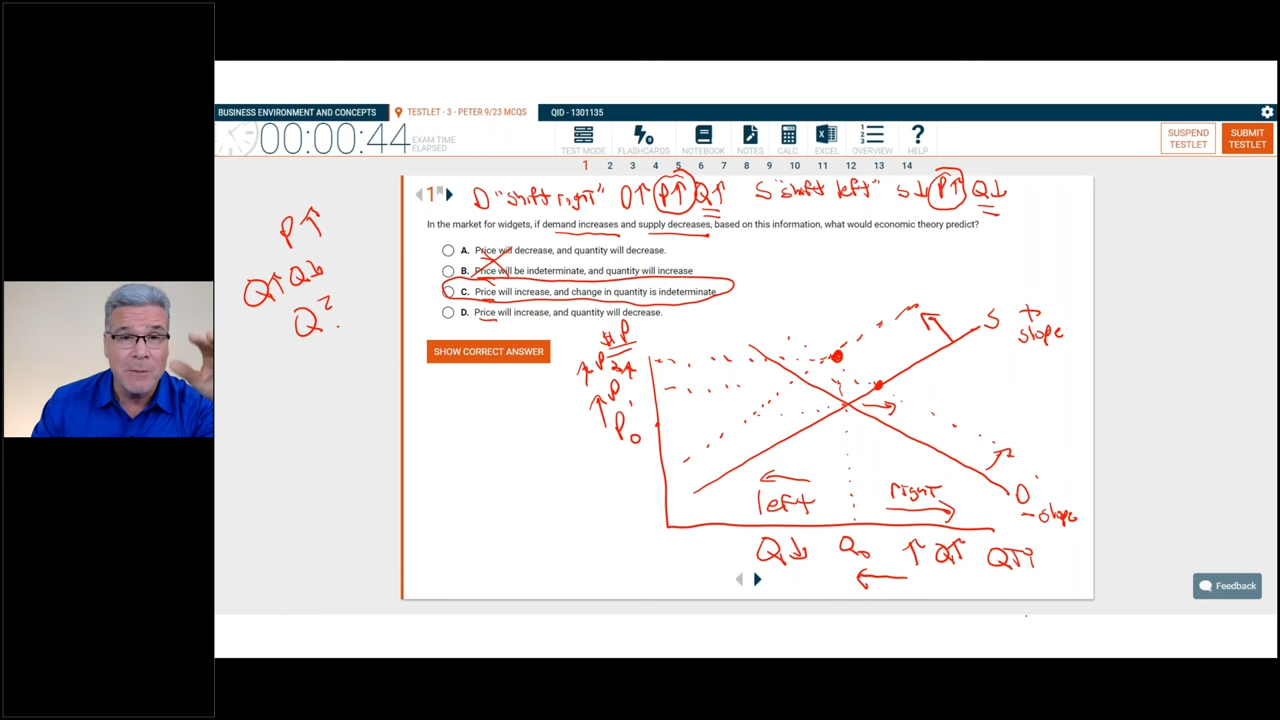 BUSINESS ENVIRONMENT AND CONCEPTS TESTLET - 3 - PETER 9/23 MCQS QID - 1301135
00:00:44 EXAM TIME ELAPSED
TEST MODE FLASHCARDS NOTEBOOK NOTES CALC. EXCEL OVERVIEW HELP
SUSPEND TESTLET
SUBMIT TESTLET
1 2 3 4 5 6 7 8 9 10 11 12 13 14
1 D "shift right" D↑ P↑ Q↑ S "shift left" S↓ P↑ Q↓
In the market for widgets, if demand increases and supply decreases, based on this information, what would economic theory predict?
A. Price will decrease, and quantity will decrease.
B. Price will be indeterminate, and quantity will increase
C. Price will increase, and change in quantity is indeterminate
D. Price will increase, and quantity will decrease.
SHOW CORRECT ANSWER
P↑
Q↑ Q↓
Q?
P
↑P
↑P
P0
S + slope
D' - slope
left
right
Q↓ Q0 ↑ Q↑
Feedback